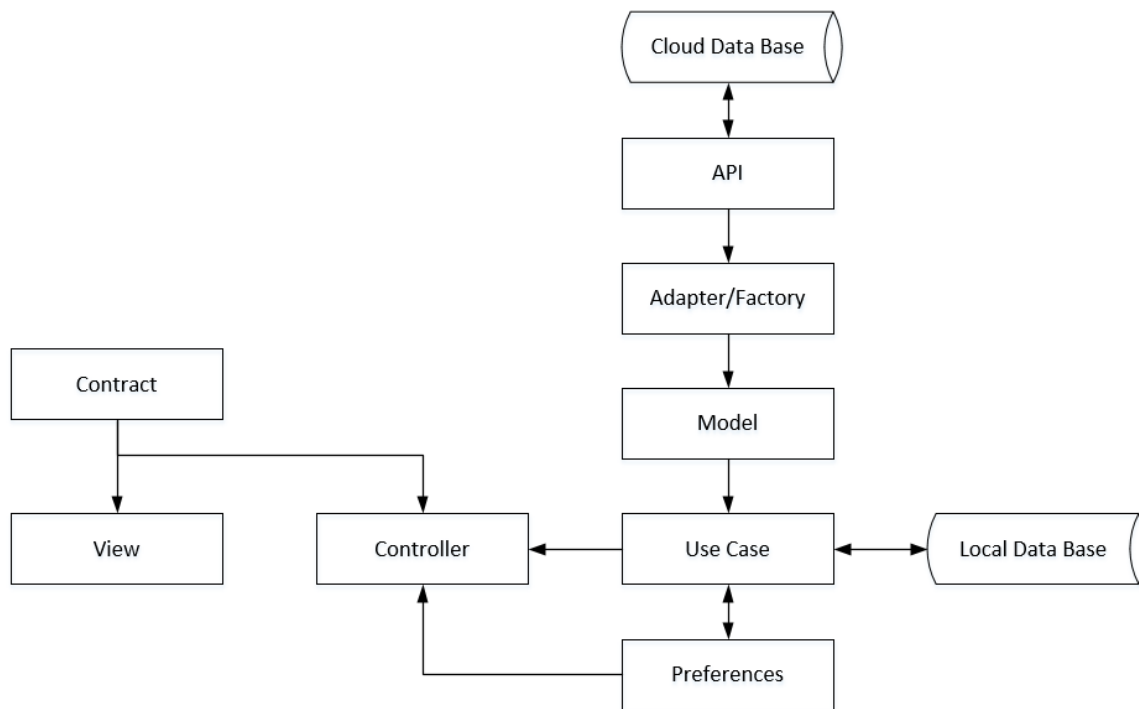 Cloud Data Base
API
Adapter/Factory
Contract
Model
View
Controller
Use Case
Local Data Base
Preferences